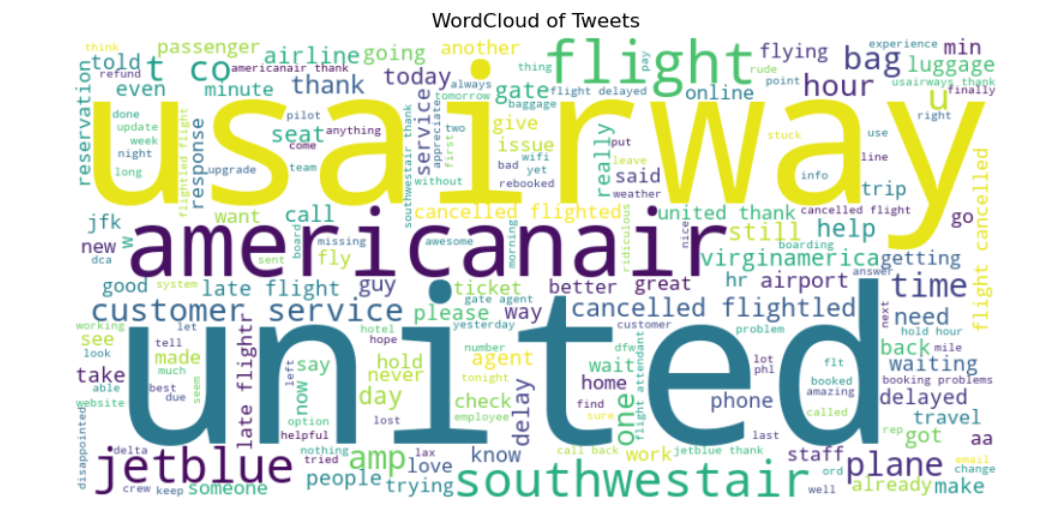 WordCloud of Tweets
think
passenger
airline
going
another
flight
flying
bag
experience
min
told
t co
americanair thank
thing
pay
rude
luggage
refund
even
minute
thank
today
always
tomorrow
gate
flight delayed
online
hour
point
usairways thank
u
finally
reservation
usairway
done
update
week
night
long
pilot
anything
seat
come
team
upgrade
response
flightled flight
service
appreciate
first
two
baggage
southwestair thank
without
give
issue
bad
wifi
yet
rebooked
really
put
said
leave
weather
stuck
use
line
info
trip
right
jfk
w
want
call
cancelled flighted
united thank
cancelled flight
go
flight cancelled
new
dca
americanair
board
missing
fly
sent
awesome
morning
ridiculous
nice
still
help
boarding
virginamerica
getting
good
system
late flight
guy
ticket
better
great
hr
airport
answer
time
customer service
please
gate agent
way
cancelled flightled
need
next
hold hour
mile
working
see
let
tell
hotel
hope
yesterday
customer
problem
look
much
made
late flightr
left
say
number
agent
dfw
wait
lot
phl
flt
back
waiting
take
able
best
due
seem
now
hold
never
tonight
flight attendant
home
booked
amazing
booking problems
website
united
option
day
check
delay
find
one
phone
delayed
disappointed
lost
employee
sure
called
travel
helpful
nothing
know
call back
work
jetblue thank
last
staff
rep
got
aa
jetblue
delta
tried
lax
amp
love
southwestair
ord
plane
email
change
crew
keep
someone
people
trying
well
already
make